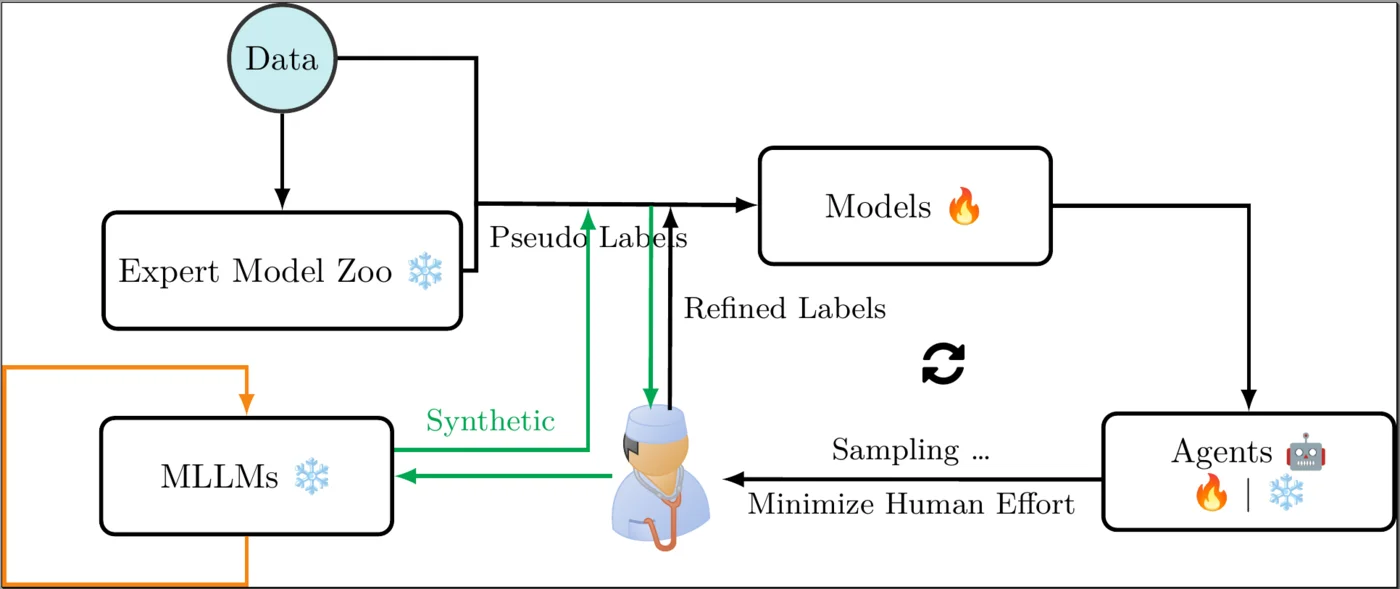 Data
Models 🔥
Pseudo Labels
Expert Model Zoo ❄️
Refined Labels
Synthetic
Sampling ...
Agents 🤖
MLLMs ❄️
🔥 | ❄️
Minimize Human Effort